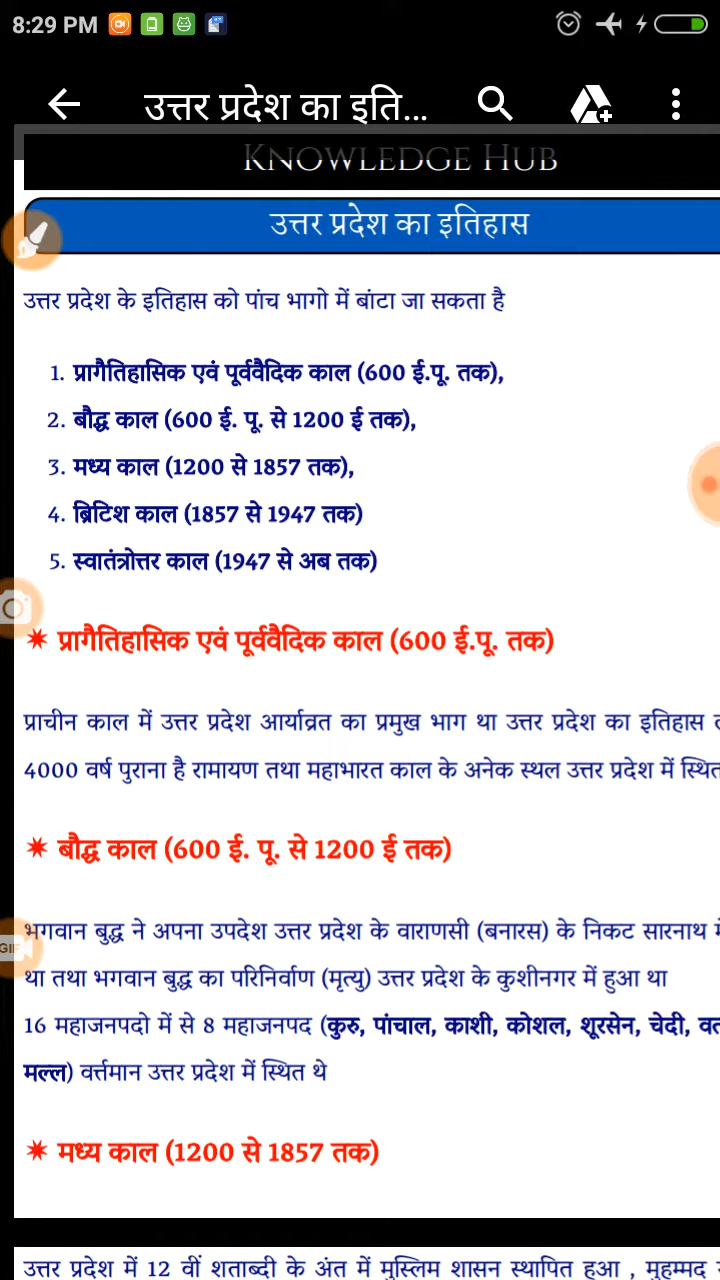 8:29 PM
उत्तर प्रदेश का इति...
KNOWLEDGE HUB
उत्तर प्रदेश का इतिहास
उत्तर प्रदेश के इतिहास को पांच भागो में बांटा जा सकता है
1. प्रागैतिहासिक एवं पूर्ववैदिक काल (600 ई.पू. तक),
2. बौद्ध काल (600 ई. पू. से 1200 ई तक),
3. मध्य काल (1200 से 1857 तक),
4. ब्रिटिश काल (1857 से 1947 तक)
5. स्वातंत्रोत्तर काल (1947 से अब तक)
✷ प्रागैतिहासिक एवं पूर्ववैदिक काल (600 ई.पू. तक)
प्राचीन काल में उत्तर प्रदेश आर्याव्रत का प्रमुख भाग था उत्तर प्रदेश का इतिहास
4000 वर्ष पुराना है रामायण तथा महाभारत काल के अनेक स्थल उत्तर प्रदेश में स्थित
✷ बौद्ध काल (600 ई. पू. से 1200 ई तक)
GIF
भगवान बुद्ध ने अपना उपदेश उत्तर प्रदेश के वाराणसी (बनारस) के निकट सारनाथ
था तथा भगवान बुद्ध का परिनिर्वाण (मृत्यु) उत्तर प्रदेश के कुशीनगर में हुआ था
16 महाजनपदो में से 8 महाजनपद (कुरु, पांचाल, काशी, कोशल, शूरसेन, चेदी,
मल्ल) वर्त्तमान उत्तर प्रदेश में स्थित थे
✷ मध्य काल (1200 से 1857 तक)
उत्तर प्रदेश में 12 वीं शताब्दी के अंत में मुस्लिम शासन स्थापित हुआ , मुहम्मद